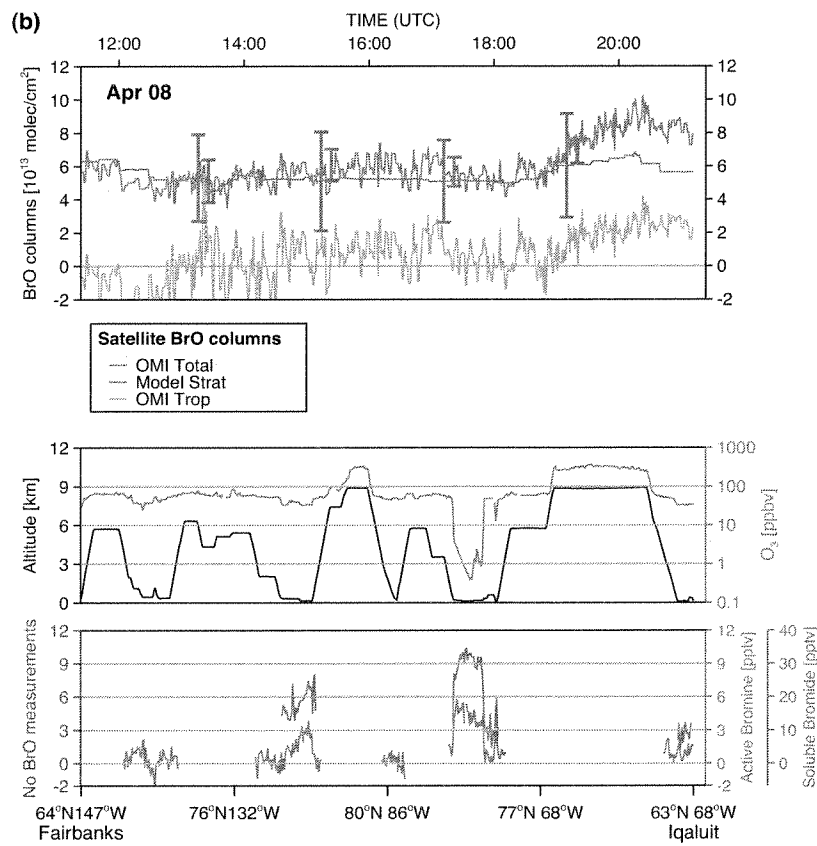 (b)
TIME (UTC)
12:00 14:00 16:00 18:00 20:00
Apr 08
BrO columns [10¹³ molec/cm²]
12 10 8 6 4 2 0 -2
12 10 8 6 4 2 0 -2
Satellite BrO columns
OMI Total
Model Strat
OMI Trop
Altitude [km]
12 9 6 3 0
1000 100 10 1 0.1
O₃ [ppbv]
No BrO measurements
12 9 6 3 0 -2
12 9 6 3 0 -2
Active Bromine [pptv]
40 30 20 10 0
Soluble Bromide [pptv]
64°N147°W 76°N132°W 80°N 86°W 77°N 68°W 63°N 68°W
Fairbanks Iqaluit